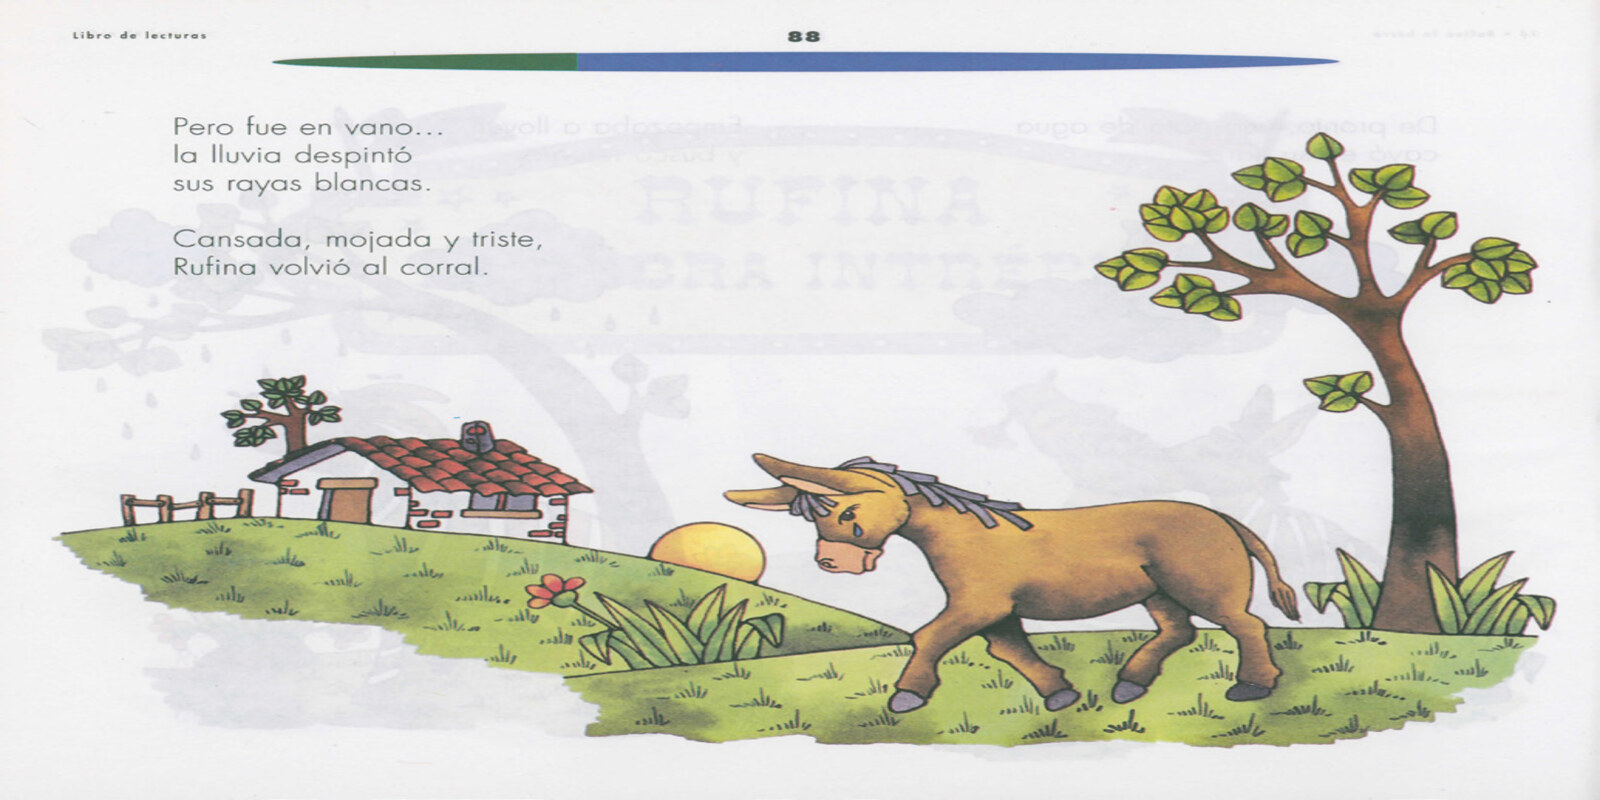 Libro de lecturas
88
Pero fue en vano...
la lluvia despintó
sus rayas blancas.
Cansada, mojada y triste,
Rufina volvió al corral.
RUFINA